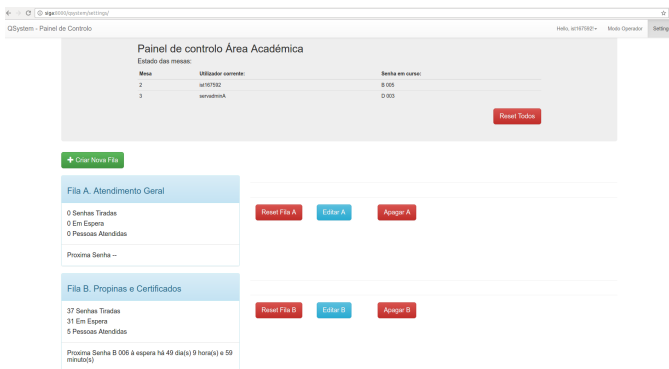 siga:8000/qsystem/settings/
QSystem - Painel de Controlo
Hello, ist167592! Modo Operador Setting
Painel de controlo Área Académica
Estado das mesas:
Mesa Utilizador corrente: Senha em curso:
2 ist167592 B 005
3 servadminA D 003
Reset Todos
Criar Nova Fila
Fila A. Atendimento Geral
0 Senhas Tiradas
0 Em Espera
0 Pessoas Atendidas
Proxima Senha --
Reset Fila A Editar A Apagar A
Fila B. Propinas e Certificados
37 Senhas Tiradas
31 Em Espera
5 Pessoas Atendidas
Proxima Senha B 006 à espera há 49 dia(s) 9 hora(s) e 59
minuto(s)
Reset Fila B Editar B Apagar B